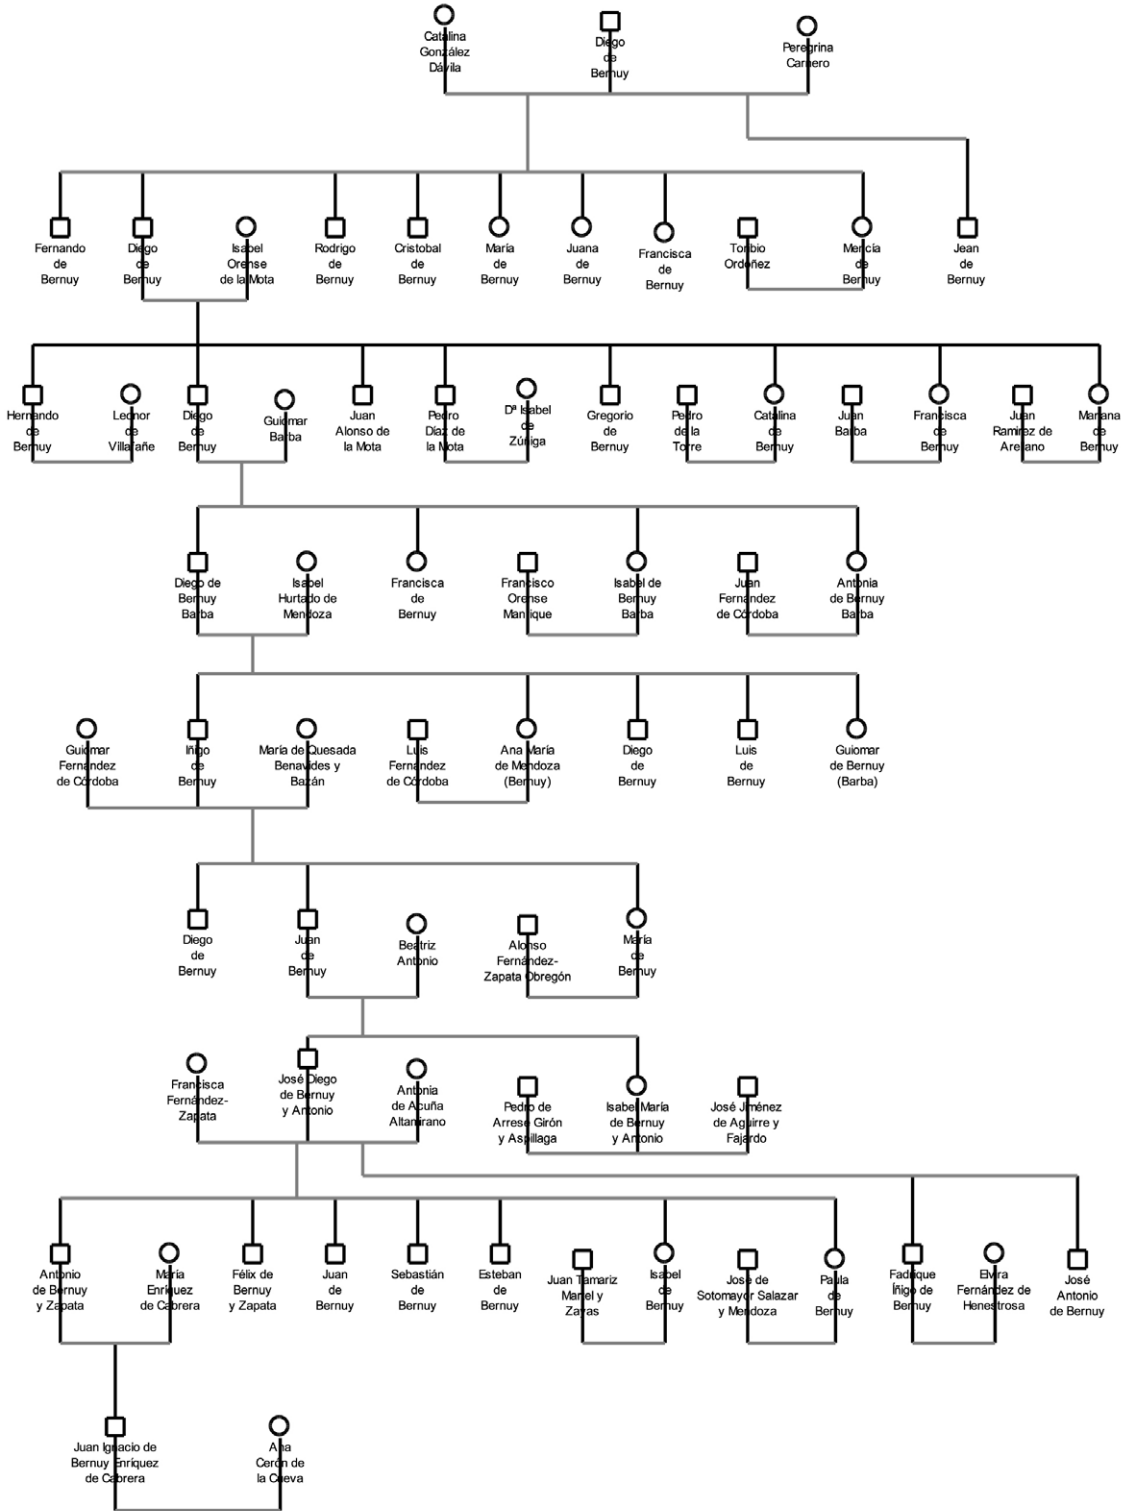 Catalina
González
Dávila
Diego
de
Bernuy
Peregrina
Carnero
Fernando
de
Bernuy
Diego
de
Bernuy
Isabel
Orense
de la Mota
Rodrigo
de
Bernuy
Cristobal
de
Bernuy
María
de
Bernuy
Juana
de
Bernuy
Francisca
de
Bernuy
Toribio
Ordoñez
Mencía
de
Bernuy
Jean
de
Bernuy
Hernando
de
Bernuy
Leonor
de
Villafañe
Diego
de
Bernuy
Guiomar
Barba
Juan
Alonso de
la Mota
Pedro
Díaz de
la Mota
Dª Isabel
de
Zúñiga
Gregorio
de
Bernuy
Pedro
de la
Torre
Catalina
de
Bernuy
Juan
Barba
Francisca
de
Bernuy
Juan
Ramirez de
Arellano
Mariana
de
Bernuy
Diego de
Bernuy
Barba
Isabel
Hurtado de
Mendoza
Francisca
de
Bernuy
Francisco
Orense
Manrique
Isabel de
Bernuy
Barba
Juan
Fernández
de Córdoba
Antonia
de Bernuy
Barba
Guiomar
Fernández
de Córdoba
Iñigo
de
Bernuy
María de Quesada
Benavides y
Bazán
Luis
Fernández
de Córdoba
Ana María
de Mendoza
(Bernuy)
Diego
de
Bernuy
Luis
de
Bernuy
Guiomar
de Bernuy
(Barba)
Diego
de
Bernuy
Juan
de
Bernuy
Beatriz
Antonio
Alonso
Fernández-
Zapata Obregón
María
de
Bernuy
Francisca
Fernández-
Zapata
José Diego
de Bernuy
y Antonio
Antonia
de Acuña
Altamirano
Pedro de
Arrese Girón
y Aspillaga
Isabel María
de Bernuy
y Antonio
José Jiménez
de Aguirre y
Fajardo
Antonio
de Bernuy
y Zapata
María
Enríquez
de Cabrera
Félix de
Bernuy
y Zapata
Juan
de
Bernuy
Sebastián
de
Bernuy
Esteban
de
Bernuy
Juan Tamariz
Martel y
Zayas
Isabel
de
Bernuy
José de
Sotomayor Salazar
y Mendoza
Paula
de
Bernuy
Fadrique
Íñigo de
Bernuy
Elvira
Fernández de
Henestrosa
José
Antonio
de Bernuy
Juan Ignacio de
Bernuy Enriquez
de Cabrera
Ana
Cerón de
la Cueva